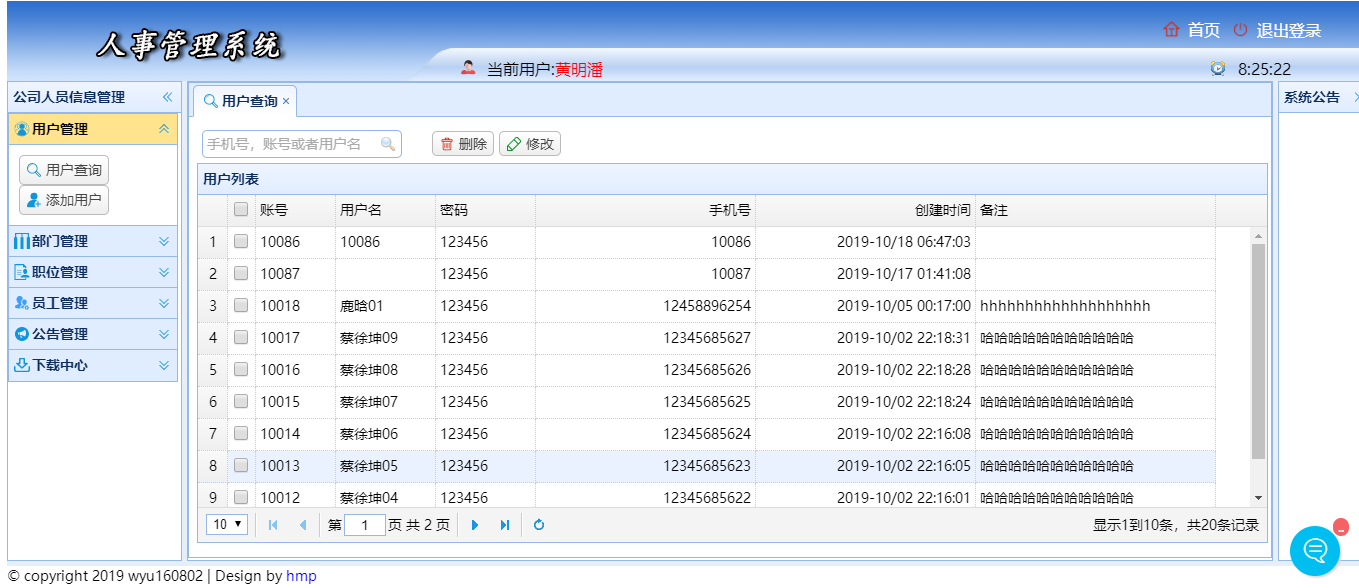 人事管理系统
首页 退出登录
当前用户:黄明潘 8:25:22
公司人员信息管理
用户管理
用户查询
添加用户
部门管理
职位管理
员工管理
公告管理
下载中心
用户查询
手机号，账号或者用户名 删除 修改
用户列表
账号 用户名 密码 手机号 创建时间 备注
1 10086 10086 123456 10086 2019-10/18 06:47:03
2 10087 123456 10087 2019-10/17 01:41:08
3 10018 鹿晗01 123456 12458896254 2019-10/05 00:17:00 hhhhhhhhhhhhhhhhhhh
4 10017 蔡徐坤09 123456 12345685627 2019-10/02 22:18:31 哈哈哈哈哈哈哈哈哈哈哈
5 10016 蔡徐坤08 123456 12345685626 2019-10/02 22:18:28 哈哈哈哈哈哈哈哈哈哈哈
6 10015 蔡徐坤07 123456 12345685625 2019-10/02 22:18:24 哈哈哈哈哈哈哈哈哈哈哈
7 10014 蔡徐坤06 123456 12345685624 2019-10/02 22:16:08 哈哈哈哈哈哈哈哈哈哈哈
8 10013 蔡徐坤05 123456 12345685623 2019-10/02 22:16:05 哈哈哈哈哈哈哈哈哈哈哈
9 10012 蔡徐坤04 123456 12345685622 2019-10/02 22:16:01 哈哈哈哈哈哈哈哈哈哈哈
10 第 1 页 共 2 页 显示1到10条，共20条记录
系统公告
© copyright 2019 wyu160802 | Design by hmp